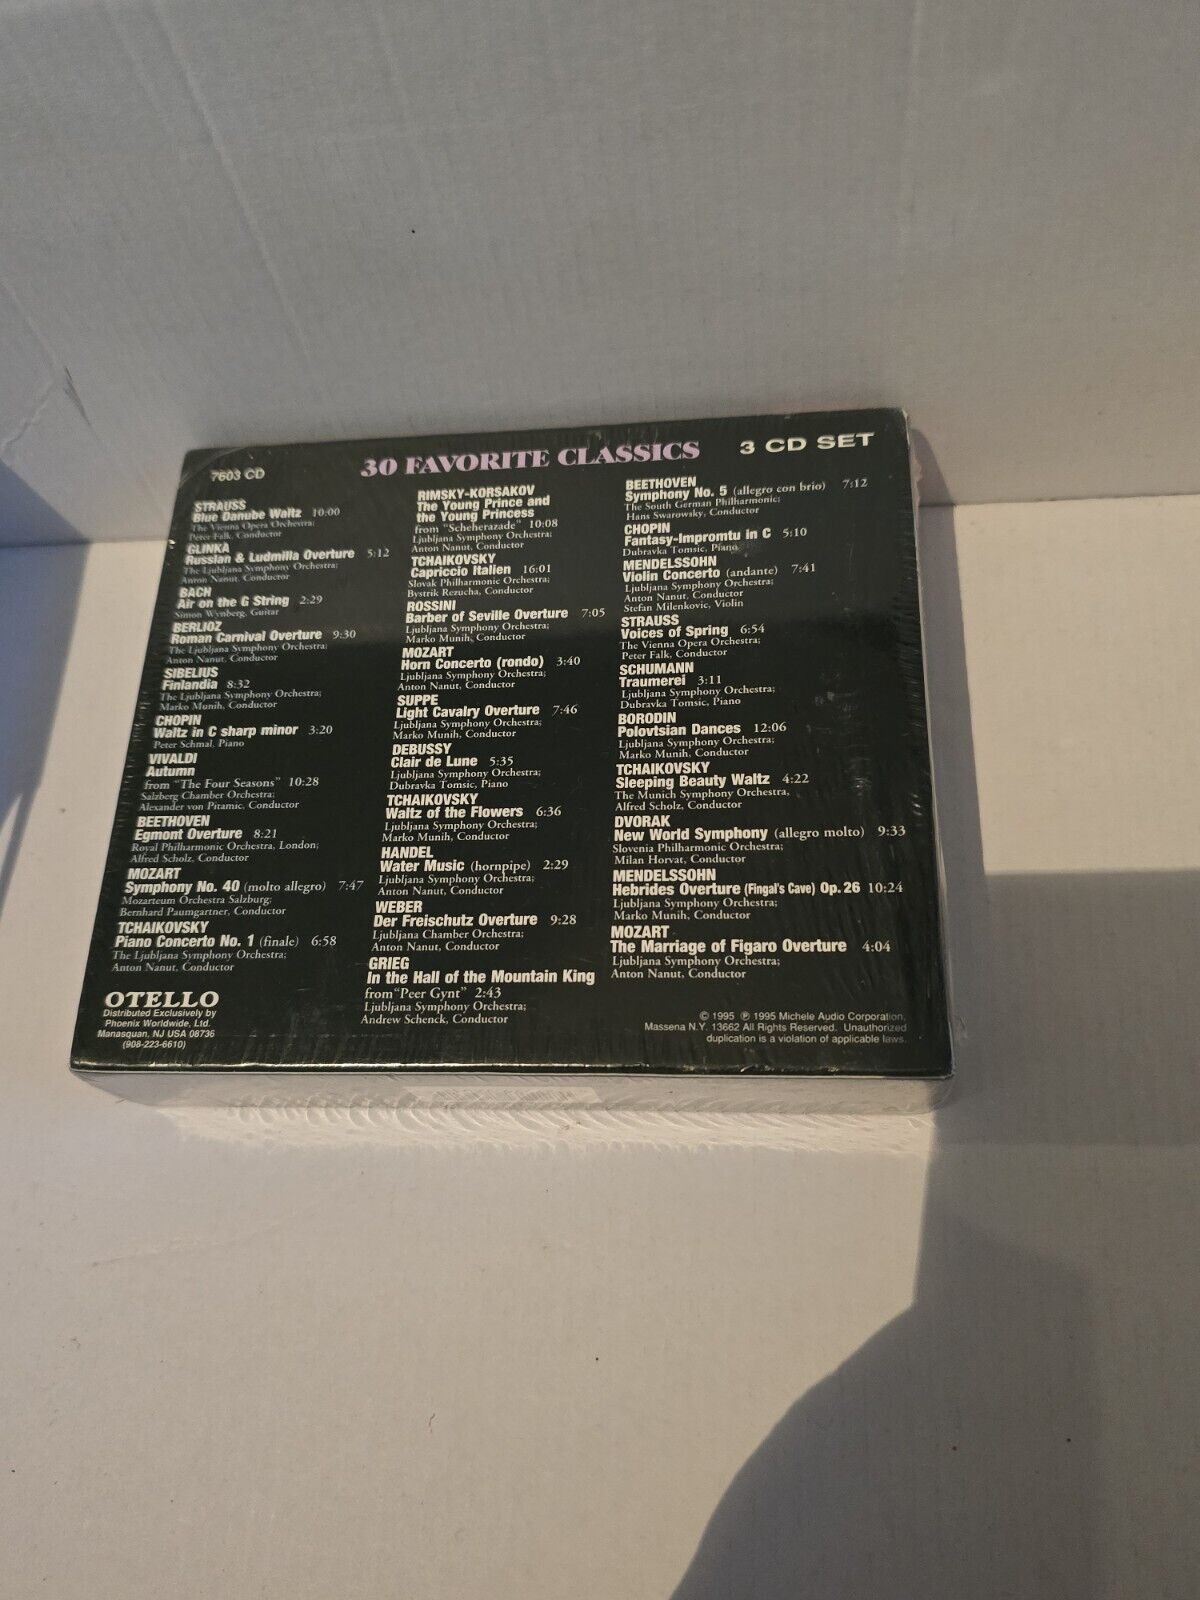 7603 CD
30 FAVORITE CLASSICS
3 CD SET
STRAUSS
Blue Danube Waltz 10:00
The Vienna Opera Orchestra;
Peter Falk, Conductor
GLINKA
Russian & Ludmilla Overture 5:12
The Ljubljana Symphony Orchestra;
Anton Nanut, Conductor
BACH
Air on the G String 2:29
Simon Wynberg, Guitar
BERLIOZ
Roman Carnival Overture 9:30
The Ljubljana Symphony Orchestra;
Anton Nanut, Conductor
SIBELIUS
Finlandia 8:32
The Ljubljana Symphony Orchestra;
Marko Munih, Conductor
CHOPIN
Waltz in C sharp minor 3:20
Peter Schmal, Piano
VIVALDI
Autumn
from "The Four Seasons" 10:28
Salzberg Chamber Orchestra;
Alexander von Pitamic, Conductor
BEETHOVEN
Egmont Overture 8:21
Royal Philharmonic Orchestra, London;
Alfred Scholz, Conductor
MOZART
Symphony No. 40 (molto allegro) 7:47
Mozarteum Orchestra Salzburg;
Bernhard Paumgartner, Conductor
TCHAIKOVSKY
Piano Concerto No. 1 (finale) 6:58
The Ljubljana Symphony Orchestra;
Anton Nanut, Conductor
OTELLO
Distributed Exclusively by
Phoenix Worldwide, Ltd.
Manasquan, NJ USA 08736
(908-223-6610)
RIMSKY-KORSAKOV
The Young Prince and
the Young Princess
from "Scheherazade" 10:08
Ljubljana Symphony Orchestra;
Anton Nanut, Conductor
TCHAIKOVSKY
Capriccio Italien 16:01
Slovak Philharmonic Orchestra;
Bystrik Rezucha, Conductor
ROSSINI
Barber of Seville Overture 7:05
Ljubljana Symphony Orchestra;
Marko Munih, Conductor
MOZART
Horn Concerto (rondo) 3:40
Ljubljana Symphony Orchestra;
Anton Nanut, Conductor
SUPPE
Light Cavalry Overture 7:46
Ljubljana Symphony Orchestra;
Marko Munih, Conductor
DEBUSSY
Clair de Lune 5:35
Ljubljana Symphony Orchestra;
Dubravka Tomsic, Piano
TCHAIKOVSKY
Waltz of the Flowers 6:36
Ljubljana Symphony Orchestra;
Marko Munih, Conductor
HANDEL
Water Music (hornpipe) 2:29
Ljubljana Symphony Orchestra;
Anton Nanut, Conductor
WEBER
Der Freischutz Overture 9:28
Ljubljana Chamber Orchestra;
Anton Nanut, Conductor
GRIEG
In the Hall of the Mountain King
from "Peer Gynt" 2:43
Ljubljana Symphony Orchestra;
Andrew Schenck, Conductor
BEETHOVEN
Symphony No. 5 (allegro con brio) 7:12
The South German Philharmonic;
Hans Swarowsky, Conductor
CHOPIN
Fantasy-Impromtu in C 5:10
Dubravka Tomsic, Piano
MENDELSSOHN
Violin Concerto (andante) 7:41
Ljubljana Symphony Orchestra;
Anton Nanut, Conductor
Stefan Milenkovic, Violin
STRAUSS
Voices of Spring 6:54
The Vienna Opera Orchestra;
Peter Falk, Conductor
SCHUMANN
Traumerei 3:11
Ljubljana Symphony Orchestra;
Dubravka Tomsic, Piano
BORODIN
Polovtsian Dances 12:06
Ljubljana Symphony Orchestra;
Marko Munih, Conductor
TCHAIKOVSKY
Sleeping Beauty Waltz 4:22
The Munich Symphony Orchestra,
Alfred Scholz, Conductor
DVORAK
New World Symphony (allegro molto) 9:33
Slovenia Philharmonic Orchestra;
Milan Horvat, Conductor
MENDELSSOHN
Hebrides Overture (Fingal's Cave) Op. 26 10:24
Ljubljana Symphony Orchestra;
Marko Munih, Conductor
MOZART
The Marriage of Figaro Overture 4:04
Ljubljana Symphony Orchestra;
Anton Nanut, Conductor
© 1995 ℗ 1995 Michele Audio Corporation,
Massena N.Y. 13662 All Rights Reserved. Unauthorized
duplication is a violation of applicable laws.